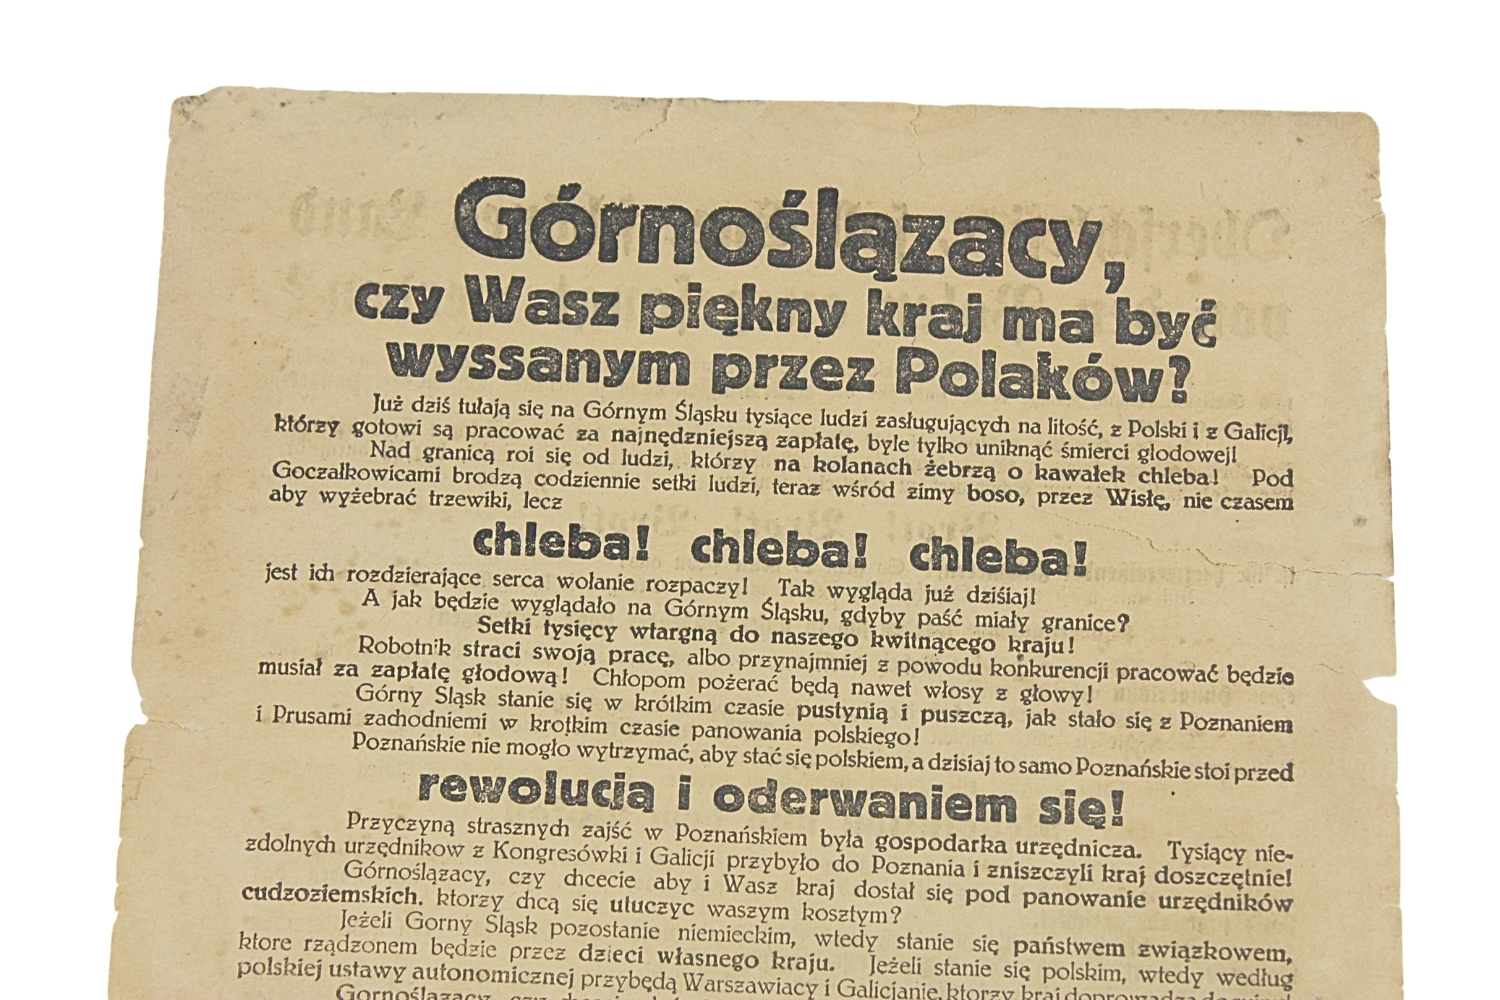 Górnoślązacy,
czy Wasz piękny kraj ma być
wyssanym przez Polaków?
Już dziś tułają się na Górnym Śląsku tysiące ludzi zasługujących na litość, z Polski i z Galicji,
którzy gotowi są pracować za najnędzniejszą zapłatę, byle tylko uniknąć śmierci głodowej!
Nad granicą roi się od ludzi, którzy na kolanach żebrzą o kawałek chleba! Pod
Goczałkowicami brodzą codziennie setki ludzi, teraz wśród zimy boso, przez Wisłę, nie czasem
aby wyżebrać trzewiki, lecz
chleba! chleba! chleba!
jest ich rozdzierające serca wołanie rozpaczy! Tak wygląda już dziśiaj!
A jak będzie wyglądało na Górnym Śląsku, gdyby paść miały granice?
Setki tysięcy wtargną do naszego kwitnącego kraju!
Robotnik straci swoją pracę, albo przynajmniej z powodu konkurencji pracować będzie
musiał za zapłatę głodową! Chłopom pożerać będą nawet włosy z głowy!
Górny Sląsk stanie się w krótkim czasie pustynią i puszczą, jak stało się z Poznaniem
i Prusami zachodniemi w krotkim czasie panowania polskiego!
Poznańskie nie mogło wytrzymać, aby stać się polskiem, a dzisiaj to samo Poznańskie stoi przed
rewolucją i oderwaniem się!
Przyczyną strasznych zajść w Poznańskiem była gospodarka urzędnicza. Tysiący nie-
zdolnych urzędnikow z Kongresówki i Galicji przybyło do Poznania i zniszczyli kraj doszczętnie!
Górnoślązacy, czy chcecie aby i Wasz kraj dostał się pod panowanie urzędników
cudzoziemskich, ktorzy chcą się utuczyc waszym kosztym?
Jeżeli Gorny Śląsk pozostanie niemieckim, wtedy stanie się państwem związkowem,
ktore rządzonem będzie przez dzieci własnego kraju. Jeżeli stanie się polskim, wtedy według
polskiej ustawy autonomicznej przybędą Warszawiacy i Galicjanie, ktorzy kraj
Gornoślązacy, czy